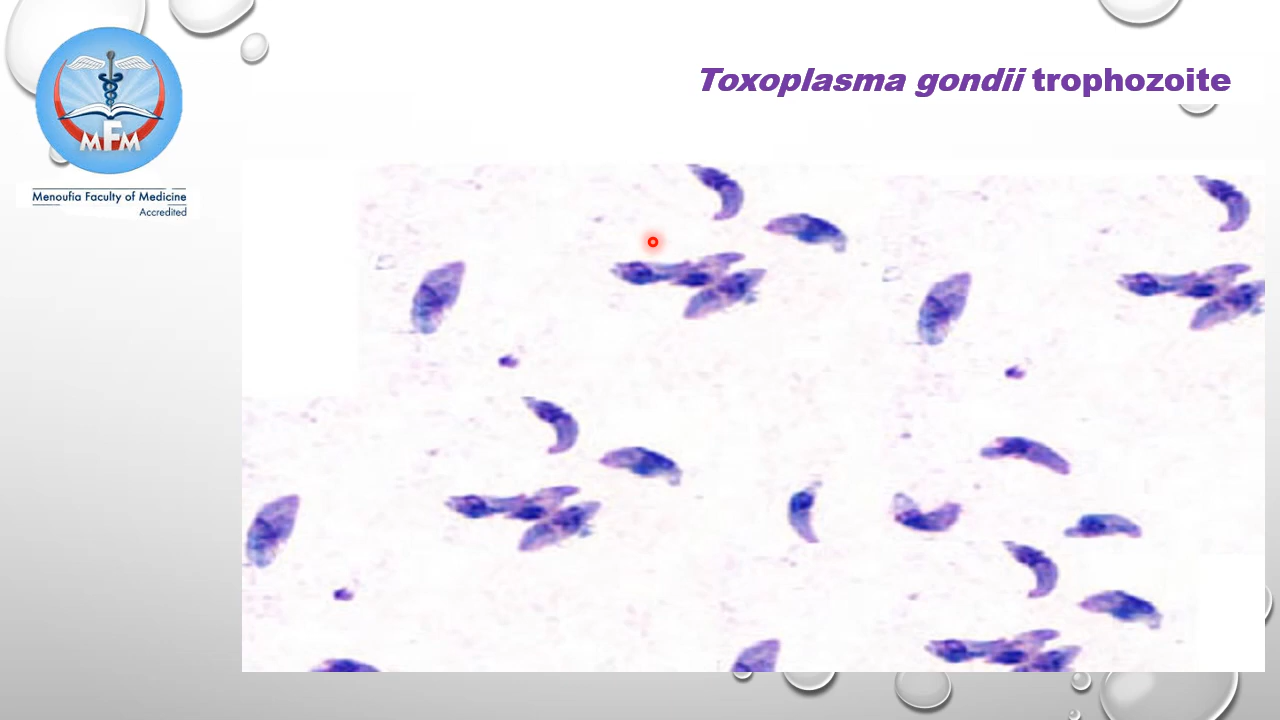 Toxoplasma gondii trophozoite
MFM
Menoufia Faculty of Medicine
Accredited